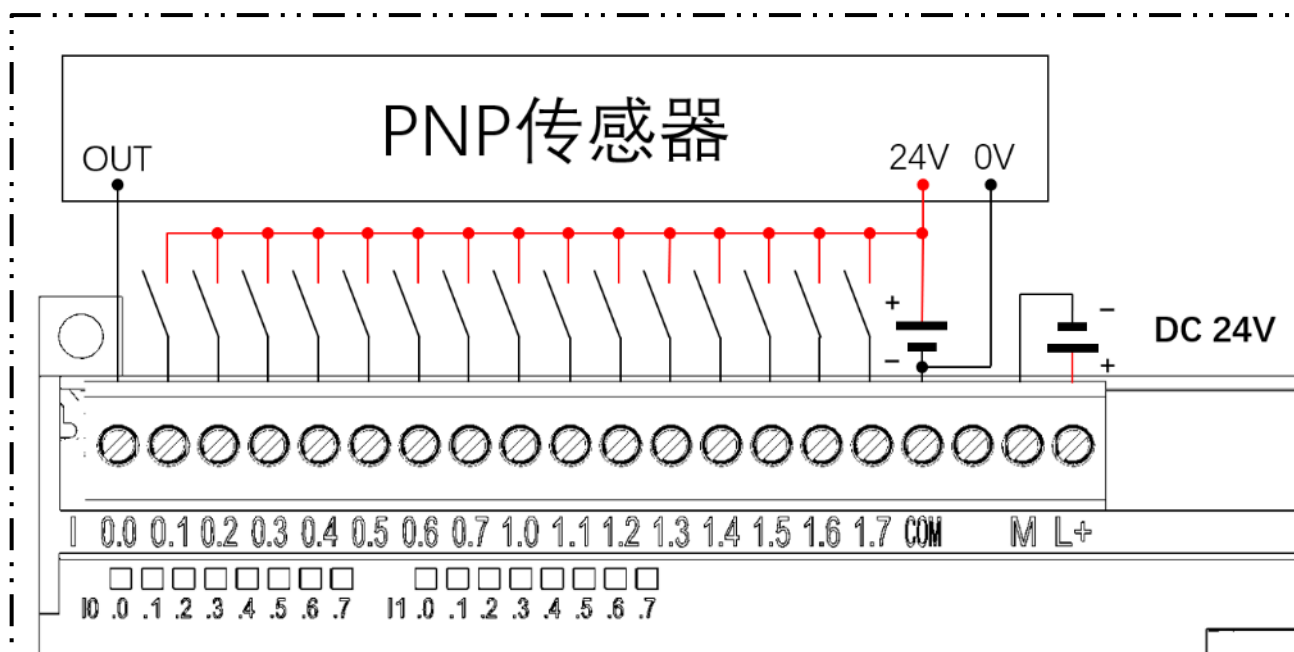 PNP传感器
OUT 24V 0V
+ −
− + DC 24V
I 0.0 0.1 0.2 0.3 0.4 0.5 0.6 0.7 1.0 1.1 1.2 1.3 1.4 1.5 1.6 1.7 COM M L+
I0 .0 .1 .2 .3 .4 .5 .6 .7 I1 .0 .1 .2 .3 .4 .5 .6 .7